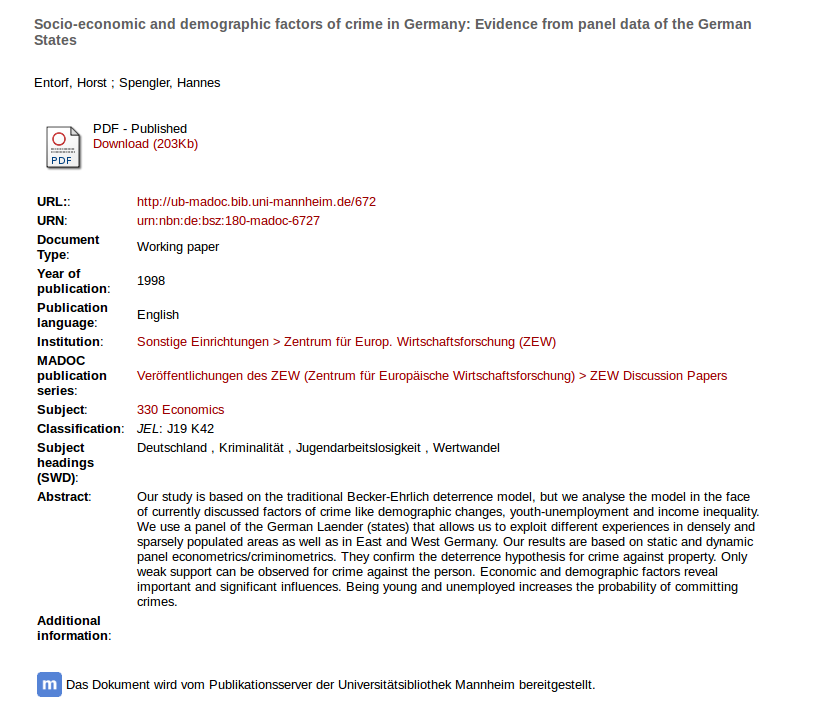 Socio-economic and demographic factors of crime in Germany: Evidence from panel data of the German
States
Entorf, Horst ; Spengler, Hannes
PDF - Published
Download (203Kb)
PDF
URL:: http://ub-madoc.bib.uni-mannheim.de/672
URN: urn:nbn:de:bsz:180-madoc-6727
Document
Type: Working paper
Year of
publication: 1998
Publication
language: English
Institution: Sonstige Einrichtungen > Zentrum für Europ. Wirtschaftsforschung (ZEW)
MADOC
publication
series: Veröffentlichungen des ZEW (Zentrum für Europäische Wirtschaftsforschung) > ZEW Discussion Papers
Subject: 330 Economics
Classification: JEL: J19 K42
Subject
headings
(SWD): Deutschland , Kriminalität , Jugendarbeitslosigkeit , Wertwandel
Abstract: Our study is based on the traditional Becker-Ehrlich deterrence model, but we analyse the model in the face
of currently discussed factors of crime like demographic changes, youth-unemployment and income inequality.
We use a panel of the German Laender (states) that allows us to exploit different experiences in densely and
sparsely populated areas as well as in East and West Germany. Our results are based on static and dynamic
panel econometrics/criminometrics. They confirm the deterrence hypothesis for crime against property. Only
weak support can be observed for crime against the person. Economic and demographic factors reveal
important and significant influences. Being young and unemployed increases the probability of committing
crimes.
Additional
information:
m Das Dokument wird vom Publikationsserver der Universitätsbibliothek Mannheim bereitgestellt.